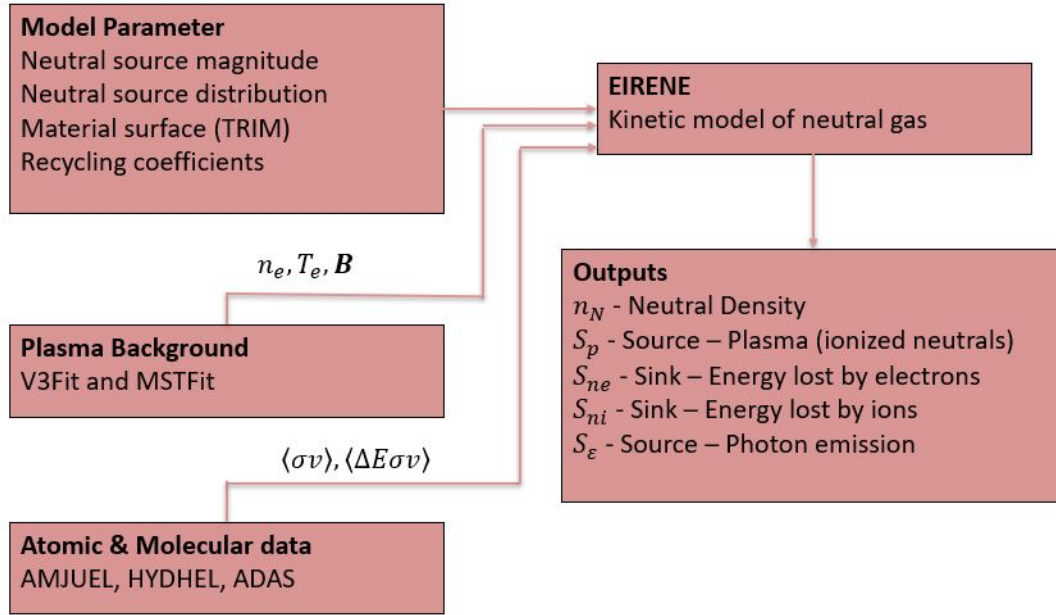 Model Parameter
Neutral source magnitude
Neutral source distribution
Material surface (TRIM)
Recycling coefficients
EIRENE
Kinetic model of neutral gas
n_e, T_e, B
Plasma Background
V3Fit and MSTFit
⟨σv⟩, ⟨ΔEσv⟩
Atomic & Molecular data
AMJUEL, HYDHEL, ADAS
Outputs
n_N - Neutral Density
S_p - Source – Plasma (ionized neutrals)
S_ne - Sink – Energy lost by electrons
S_ni - Sink – Energy lost by ions
S_ε - Source – Photon emission